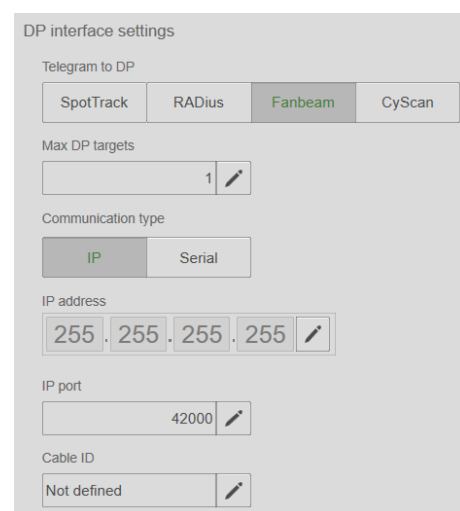 DP interface settings
Telegram to DP
SpotTrack RADius Fanbeam CyScan
Max DP targets
1
Communication type
IP Serial
IP address
255 . 255 . 255 . 255
IP port
42000
Cable ID
Not defined